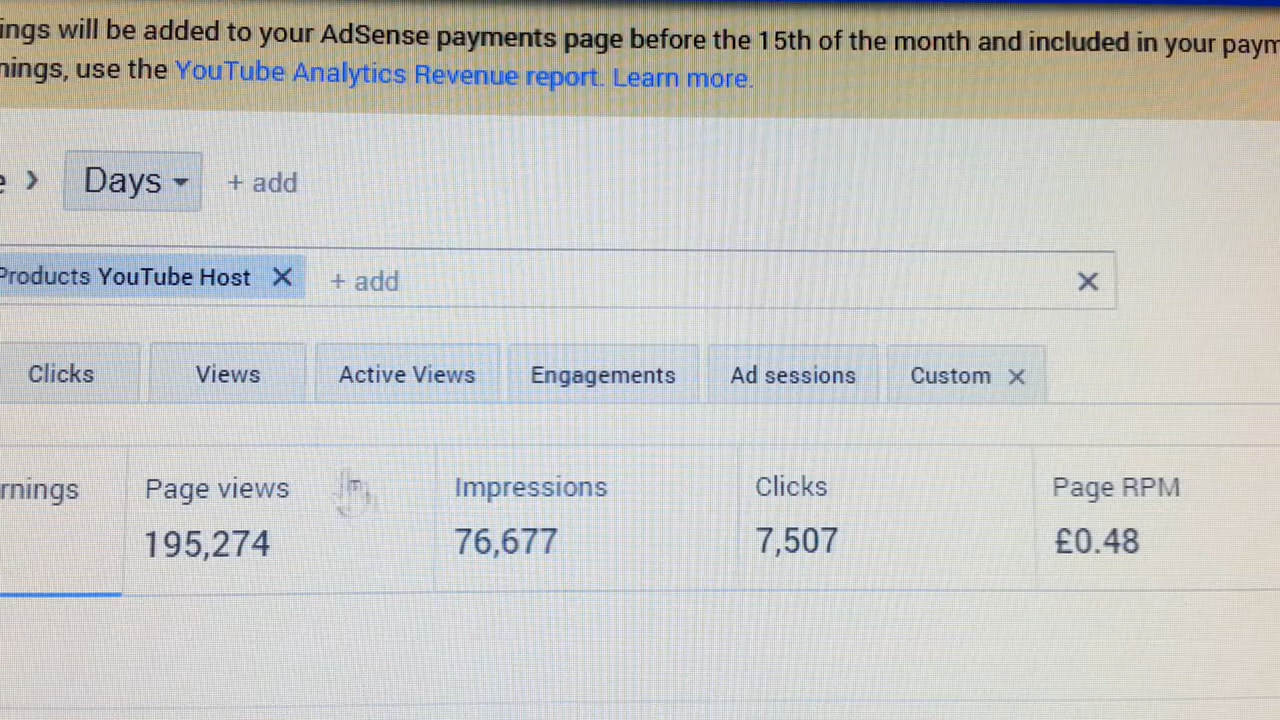 ings will be added to your AdSense payments page before the 15th of the month and included in your paym
nings, use the YouTube Analytics Revenue report. Learn more.
e > Days + add
Products YouTube Host X + add X
Clicks Views Active Views Engagements Ad sessions Custom X
rnings Page views Impressions Clicks Page RPM
195,274 76,677 7,507 £0.48